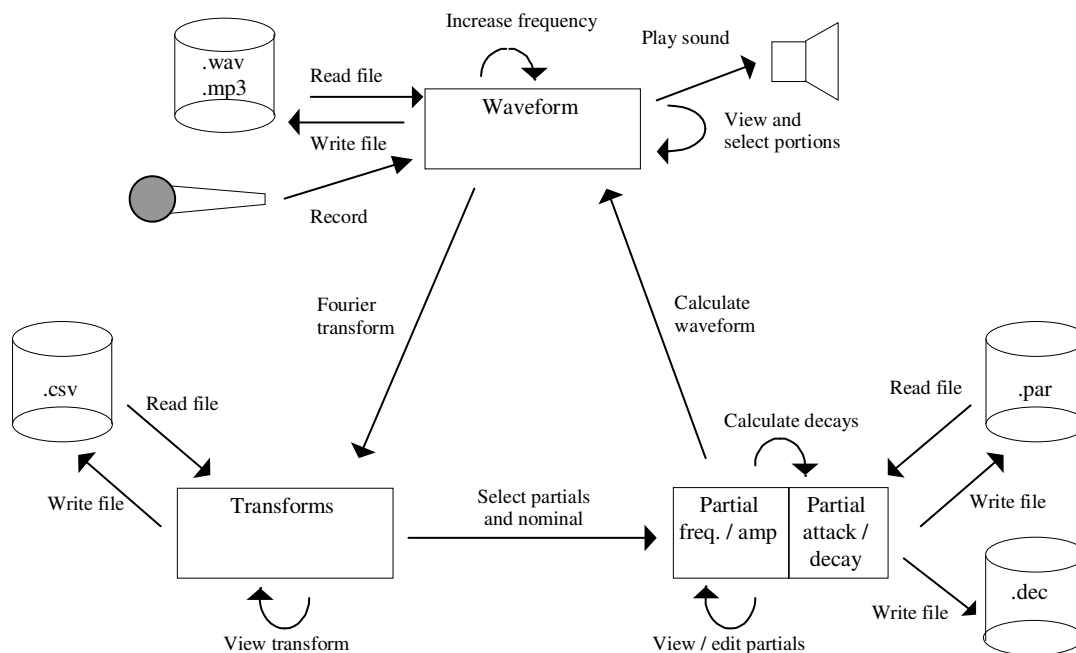 Increase frequency
.wav
.mp3
Read file
Write file
Waveform
Play sound
View and
select portions
Record
Fourier
transform
Calculate
waveform
.csv
Read file
Write file
Transforms
View transform
Select partials
and nominal
Calculate decays
Partial
freq. / amp
Partial
attack /
decay
View / edit partials
Read file
.par
Write file
Write file
.dec